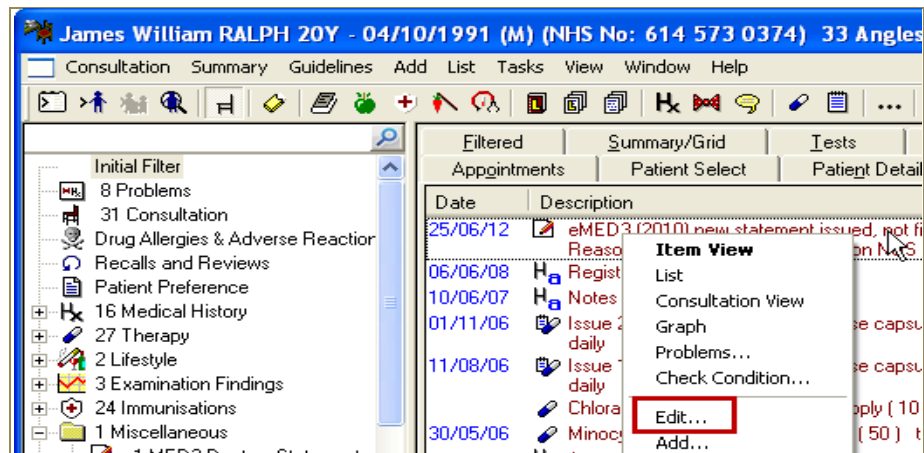 James William RALPH 20Y - 04/10/1991 (M) (NHS No: 614 573 0374) 33 Angles
Consultation Summary Guidelines Add List Tasks View Window Help
Filtered Summary/Grid Tests
Appointments Patient Select Patient Detail
Initial Filter
8 Problems
31 Consultation
Drug Allergies & Adverse Reaction
Recalls and Reviews
Patient Preference
16 Medical History
27 Therapy
2 Lifestyle
3 Examination Findings
24 Immunisations
1 Miscellaneous
Date Description
25/06/12 eMED3 (2010) new statement issued, not fi
Reaso
06/06/08 Ha Regist
10/06/07 Ha Notes
01/11/06 Issue 2 se capsu
daily
11/08/06 Issue se capsu
daily
Chlora pply ( 10
30/05/06 Minocy ( 50 ) t
Item View
List
Consultation View
Graph
Problems...
Check Condition...
Edit...
Add...